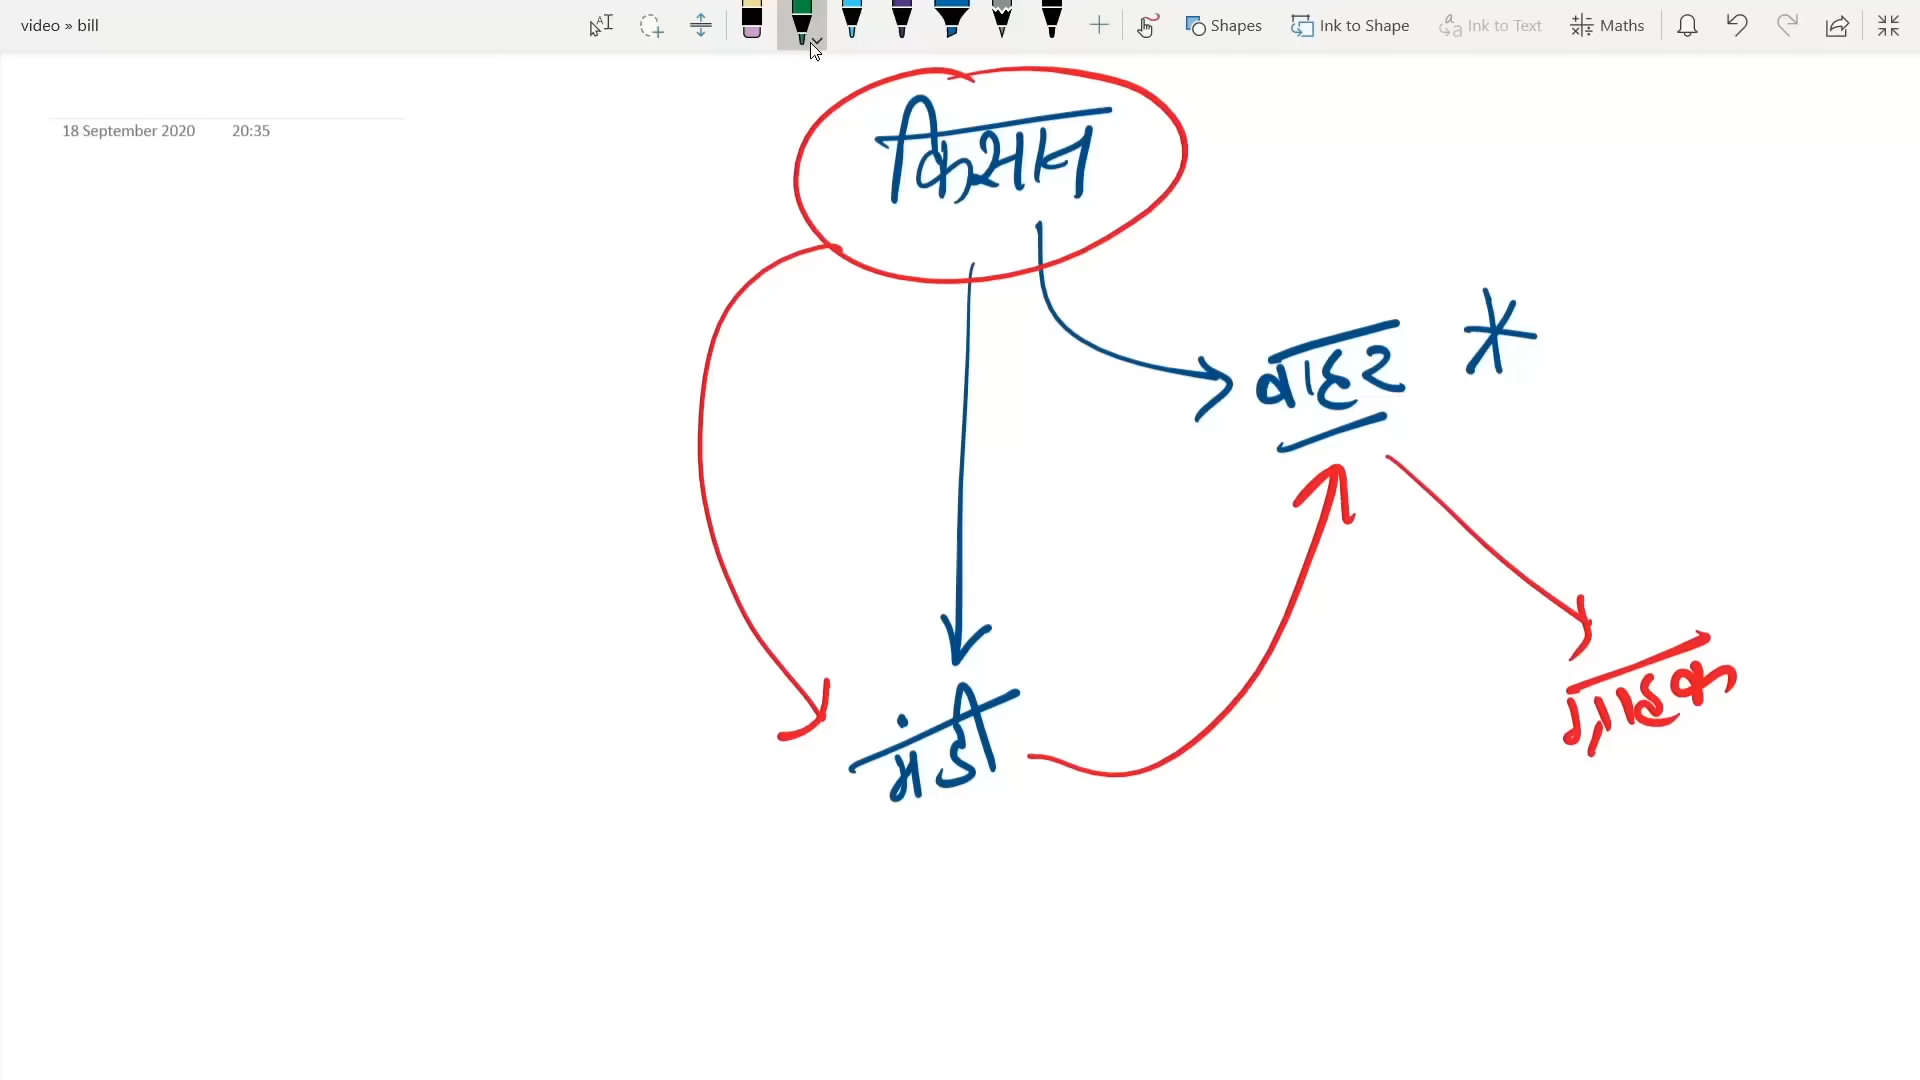 video » bill
Shapes
Ink to Shape
Ink to Text
Maths
18 September 2020 20:35
किसान
बाहर *
मंडी
ग्राहक